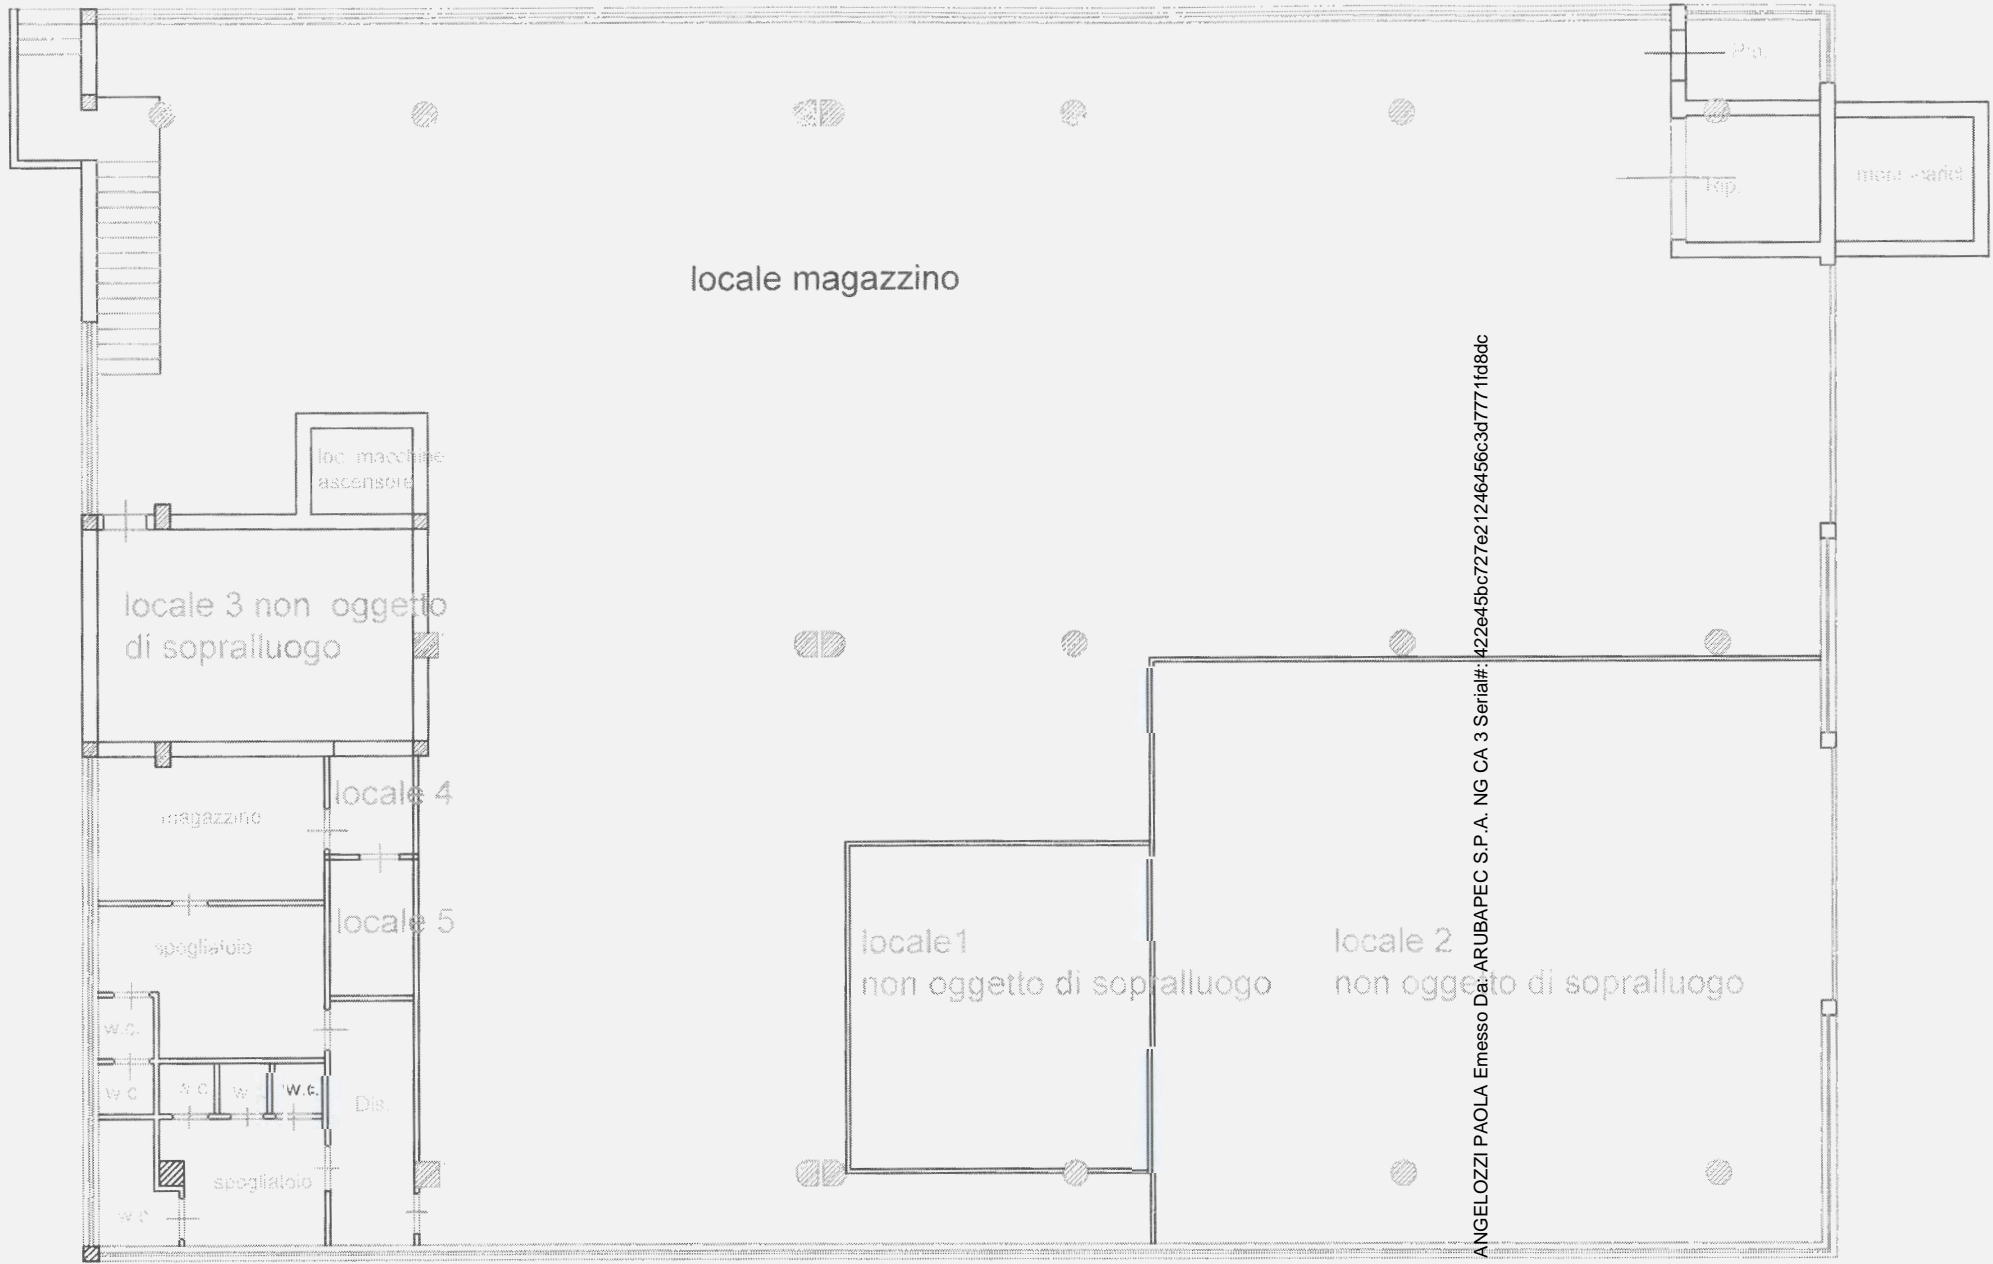 locale magazzino
loc. macchine
ascensore
locale 3 non oggetto
di sopralluogo
magazzino
locale 4
locale 5
spogliatoio
w.c.
w.c
w.c.
Dis.
spogliatoio
w.c
locale1
non oggetto di sopralluogo
locale 2
non oggetto di sopralluogo
ANGELOZZI PAOLA Emesso Da: ARUBAPEC S.P.A. NG CA 3 Serial#: 422e45bc727e21246456c3d7771fd8dc